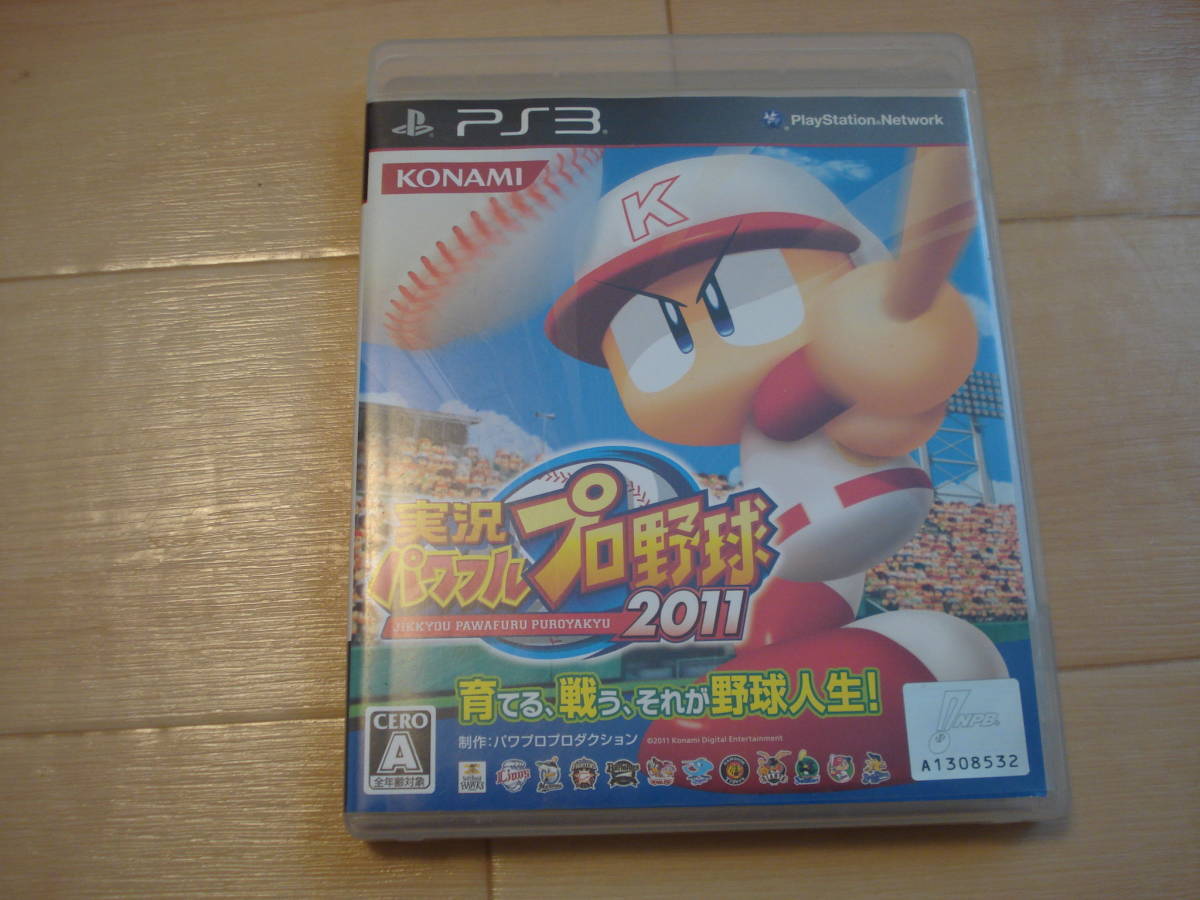 PS3
PlayStation®Network
KONAMI
K
実況
パワフル
プロ野球
JIKKYOU PAWAFURU PUROYAKYU
2011
育てる、戦う、それが野球人生!
CERO
A
全年齢対象
制作:パワプロプロダクション
©2011 Konami Digital Entertainment
Lions
NPB
A1308532